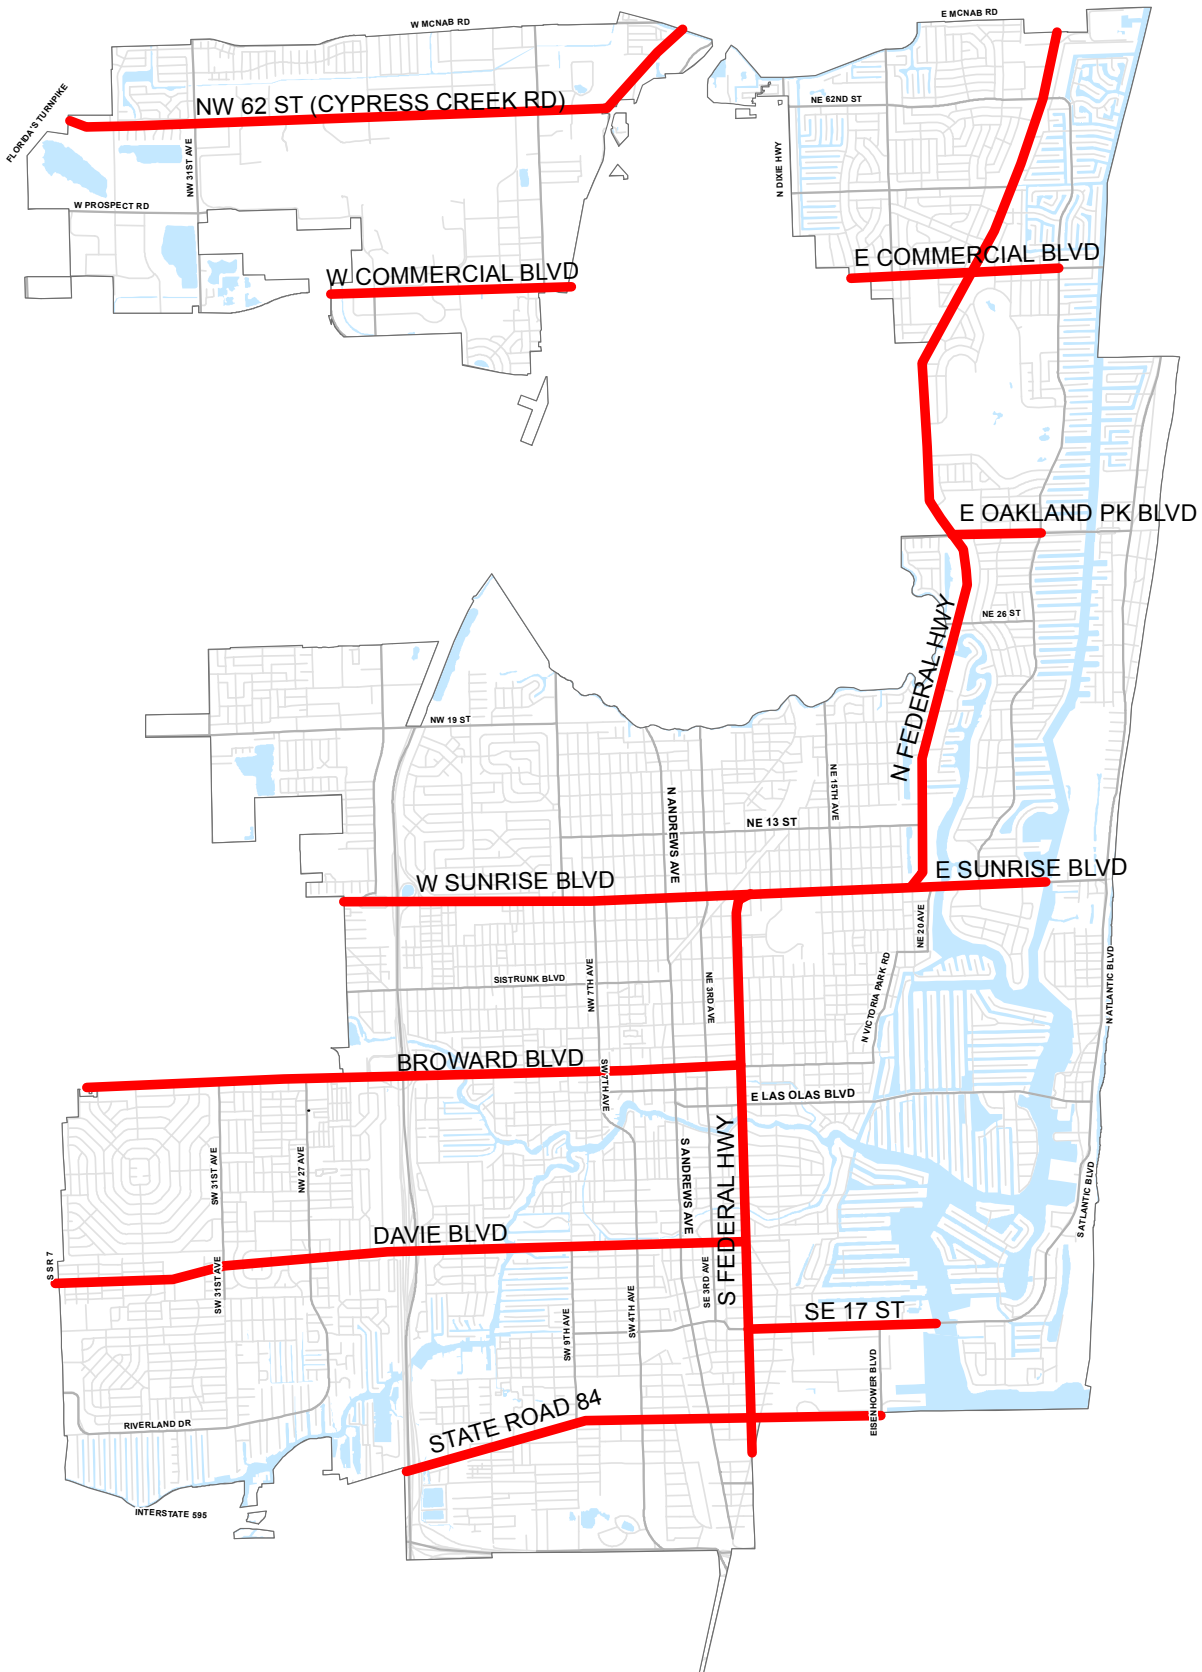 W MCNAB RD
E MCNAB RD
FLORIDA'S TURNPIKE
NW 62 ST (CYPRESS CREEK RD)
NE 62ND ST
NW 31ST AVE
N DIXIE HWY
W PROSPECT RD
E COMMERCIAL BLVD
W COMMERCIAL BLVD
E OAKLAND PK BLVD
NE 26 ST
N FEDERAL HWY
NW 19 ST
NE 15TH AVE
N ANDREWS AVE
NE 13 ST
W SUNRISE BLVD
E SUNRISE BLVD
NE 20 AVE
SISTRUNK BLVD
NW 7TH AVE
NE 3RD AVE
N VICTORIA PARK RD
N ATLANTIC BLVD
BROWARD BLVD
SW 7TH AVE
E LAS OLAS BLVD
SW 31ST AVE
NW 27 AVE
S ANDREWS AVE
S FEDERAL HWY
S ATLANTIC BLVD
DAVIE BLVD
S SR 7
SW 31ST AVE
SE 3RD AVE
SW 4TH AVE
SW 9TH AVE
SE 17 ST
EISENHOWER BLVD
STATE ROAD 84
RIVERLAND DR
INTERSTATE 595